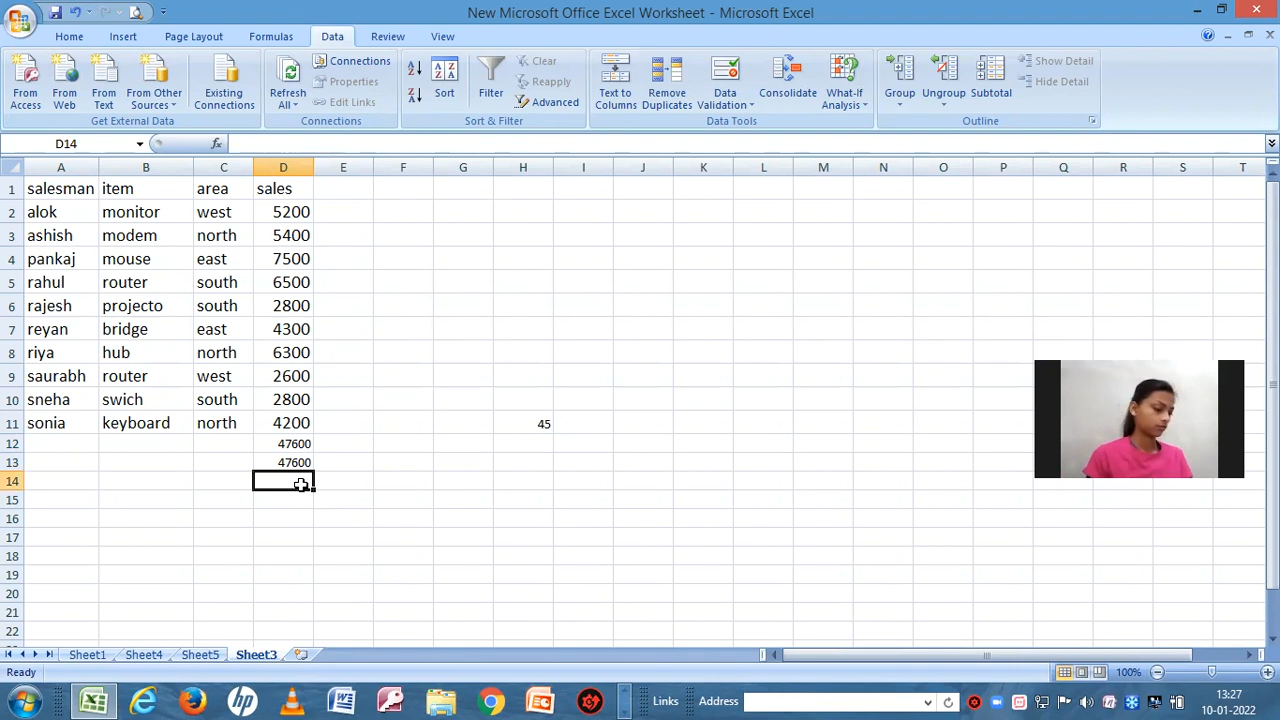 New Microsoft Office Excel Worksheet - Microsoft Excel
Home Insert Page Layout Formulas Data Review View
From Access
From Web
From Text
From Other Sources
Existing Connections
Get External Data
Refresh All
Connections
Properties
Edit Links
Connections
Sort
Filter
Clear
Reapply
Advanced
Sort & Filter
Text to Columns
Remove Duplicates
Data Validation
Consolidate
What-If Analysis
Data Tools
Group
Ungroup
Subtotal
Show Detail
Hide Detail
Outline
D14 fx
A B C D E F G H I J K L M N O P Q R S T
1 salesman item area sales
2 alok monitor west 5200
3 ashish modem north 5400
4 pankaj mouse east 7500
5 rahul router south 6500
6 rajesh projecto south 2800
7 reyan bridge east 4300
8 riya hub north 6300
9 saurabh router west 2600
10 sneha swich south 2800
11 sonia keyboard north 4200 45
12 47600
13 47600
14
15
16
17
18
19
20
21
22
Sheet1 Sheet4 Sheet5 Sheet3
Ready 100%
Links Address 13:27
10-01-2022